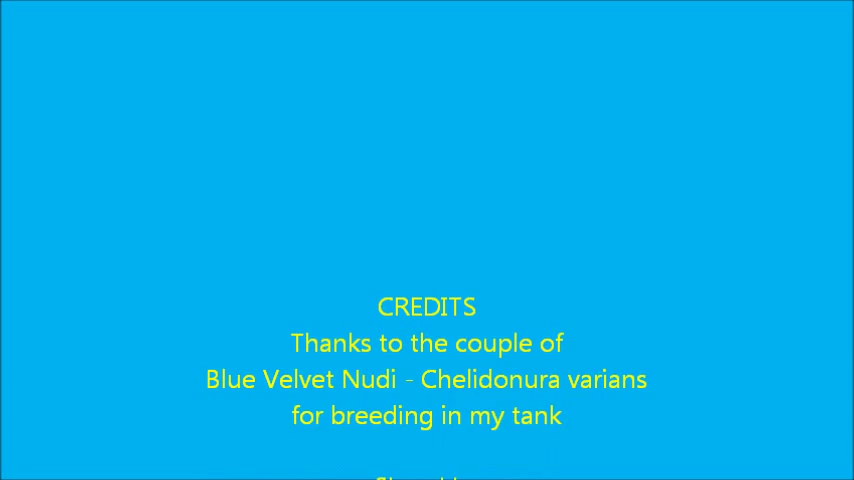 CREDITS
Thanks to the couple of
Blue Velvet Nudi - Chelidonura varians
for breeding in my tank